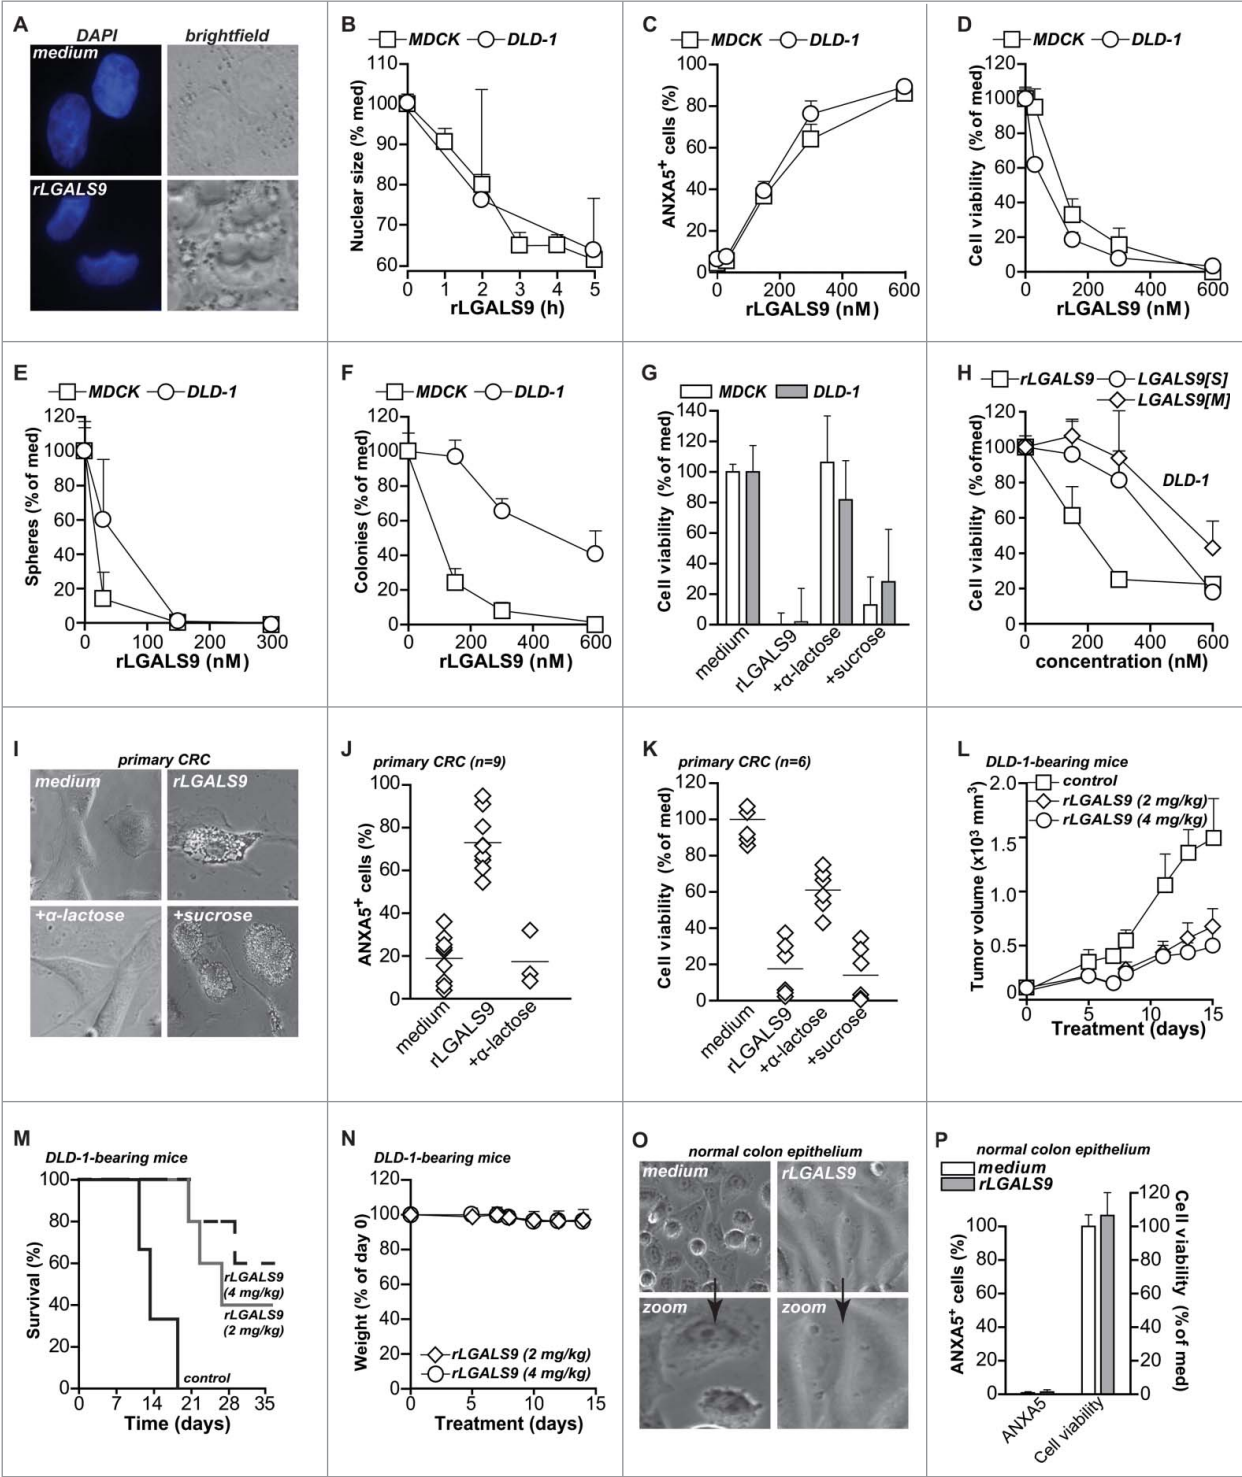 A
DAPI
brightfield
medium
rLGALS9
B
MDCK
DLD-1
Nuclear size (% med)
110
100
90
80
70
60
0
1
2
3
4
5
rLGALS9 (h)
C
MDCK
DLD-1
ANXA5+ cells (%)
100
80
60
40
20
0
0
200
400
600
rLGALS9 (nM)
D
MDCK
DLD-1
Cell viability (% of med)
120
100
80
60
40
20
0
0
200
400
600
rLGALS9 (nM)
E
MDCK
DLD-1
Spheres (% of med)
120
100
80
60
40
20
0
0
100
200
300
rLGALS9 (nM)
F
MDCK
DLD-1
Colonies (% of med)
120
100
80
60
40
20
0
0
200
400
600
rLGALS9 (nM)
G
MDCK
DLD-1
Cell viability (% of med)
140
120
100
80
60
40
20
0
medium
rLGALS9
+α-lactose
+sucrose
H
rLGALS9
LGALS9[S]
LGALS9[M]
DLD-1
Cell viability (% ofmed)
120
100
80
60
40
20
0
0
200
400
600
concentration (nM)
I
primary CRC
medium
rLGALS9
+α-lactose
+sucrose
J
primary CRC (n=9)
ANXA5+ cells (%)
100
80
60
40
20
0
medium
rLGALS9
+α-lactose
K
primary CRC (n=6)
Cell viability (% of med)
120
100
80
60
40
20
0
medium
rLGALS9
+α-lactose
+sucrose
L
DLD-1-bearing mice
control
rLGALS9 (2 mg/kg)
rLGALS9 (4 mg/kg)
Tumor volume (x10³ mm³)
2.0
1.5
1.0
0.5
0
0
5
10
15
Treatment (days)
M
DLD-1-bearing mice
Survival (%)
100
80
60
40
20
0
rLGALS9
(4 mg/kg)
rLGALS9
(2 mg/kg)
control
0
7
14
21
28
35
Time (days)
N
DLD-1-bearing mice
Weight (% of day 0)
120
100
80
60
40
20
0
rLGALS9 (2 mg/kg)
rLGALS9 (4 mg/kg)
0
5
10
15
Treatment (days)
O
normal colon epithelium
medium
rLGALS9
zoom
zoom
P
normal colon epithelium
medium
rLGALS9
ANXA5+ cells (%)
100
80
60
40
20
0
120
100
80
60
40
20
0
Cell viability (% of med)
ANXA5
Cell viability